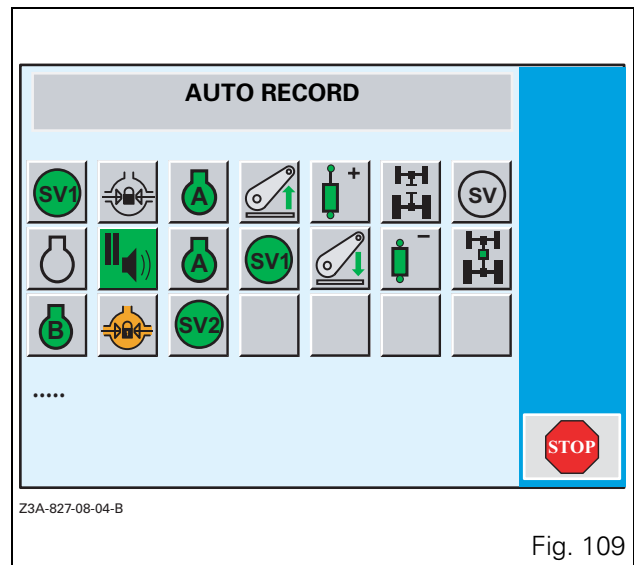 AUTO RECORD
SV1 A + SV
A SV1 −
B SV2
.....
STOP
Z3A-827-08-04-B
Fig. 109